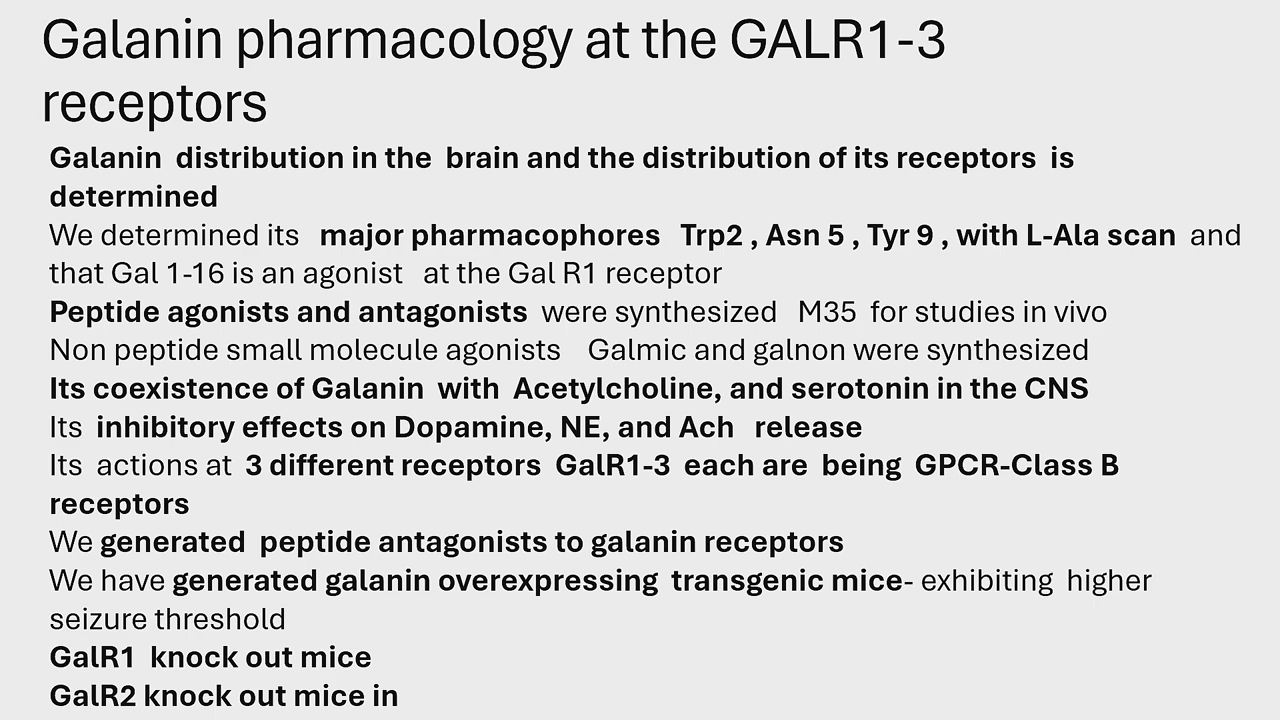 Galanin pharmacology at the GALR1-3
receptors
Galanin distribution in the brain and the distribution of its receptors is
determined
We determined its major pharmacophores Trp2 , Asn 5 , Tyr 9 , with L-Ala scan and
that Gal 1-16 is an agonist at the Gal R1 receptor
Peptide agonists and antagonists were synthesized M35 for studies in vivo
Non peptide small molecule agonists Galmic and galnon were synthesized
Its coexistence of Galanin with Acetylcholine, and serotonin in the CNS
Its inhibitory effects on Dopamine, NE, and Ach release
Its actions at 3 different receptors GalR1-3 each are being GPCR-Class B
receptors
We generated peptide antagonists to galanin receptors
We have generated galanin overexpressing transgenic mice- exhibiting higher
seizure threshold
GalR1 knock out mice
GalR2 knock out mice in